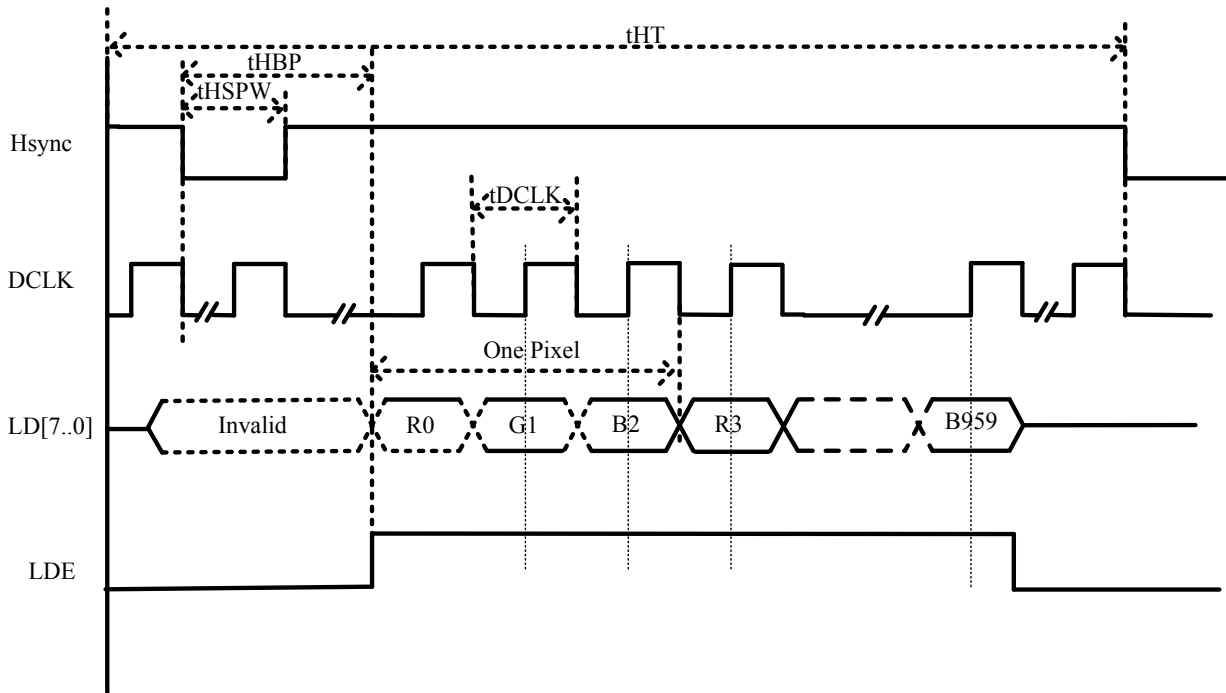 tHT
tHBP
tHSPW
Hsync
tDCLK
DCLK
One Pixel
LD[7..0] Invalid R0 G1 B2 R3 B959
LDE